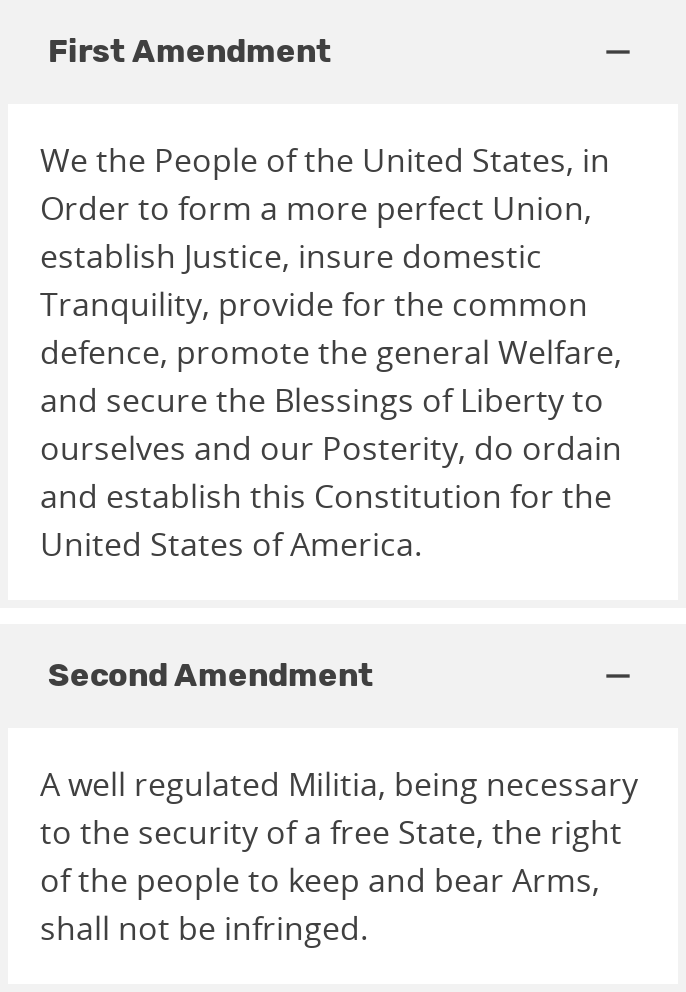 First Amendment
We the People of the United States, in
Order to form a more perfect Union,
establish Justice, insure domestic
Tranquility, provide for the common
defence, promote the general Welfare,
and secure the Blessings of Liberty to
ourselves and our Posterity, do ordain
and establish this Constitution for the
United States of America.
Second Amendment
A well regulated Militia, being necessary
to the security of a free State, the right
of the people to keep and bear Arms,
shall not be infringed.